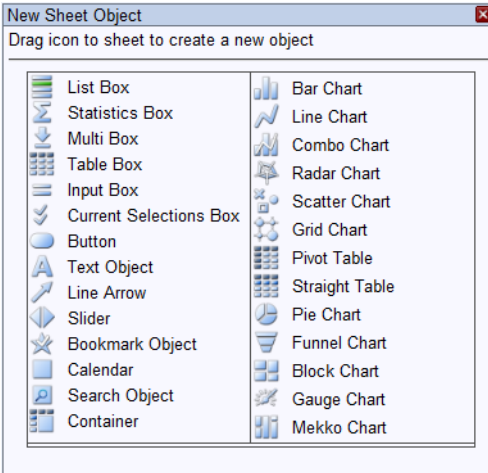 New Sheet Object
Drag icon to sheet to create a new object
List Box
Statistics Box
Multi Box
Table Box
Input Box
Current Selections Box
Button
Text Object
Line Arrow
Slider
Bookmark Object
Calendar
Search Object
Container
Bar Chart
Line Chart
Combo Chart
Radar Chart
Scatter Chart
Grid Chart
Pivot Table
Straight Table
Pie Chart
Funnel Chart
Block Chart
Gauge Chart
Mekko Chart